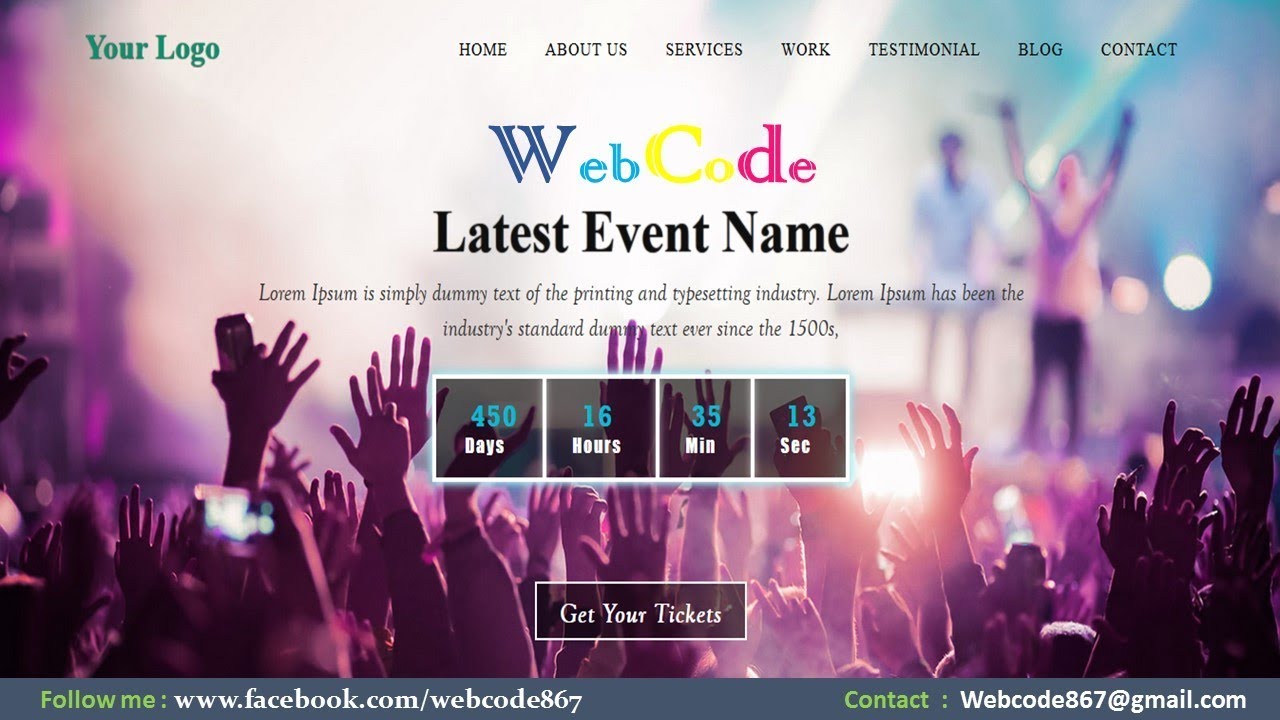 Your Logo
HOME ABOUT US SERVICES WORK TESTIMONIAL BLOG CONTACT
WebCode
Latest Event Name
Lorem Ipsum is simply dummy text of the printing and typesetting industry. Lorem Ipsum has been the
industry's standard dummy text ever since the 1500s,
450 16 35 13
Days Hours Min Sec
Get Your Tickets
Follow me : www.facebook.com/webcode867 Contact : Webcode867@gmail.com